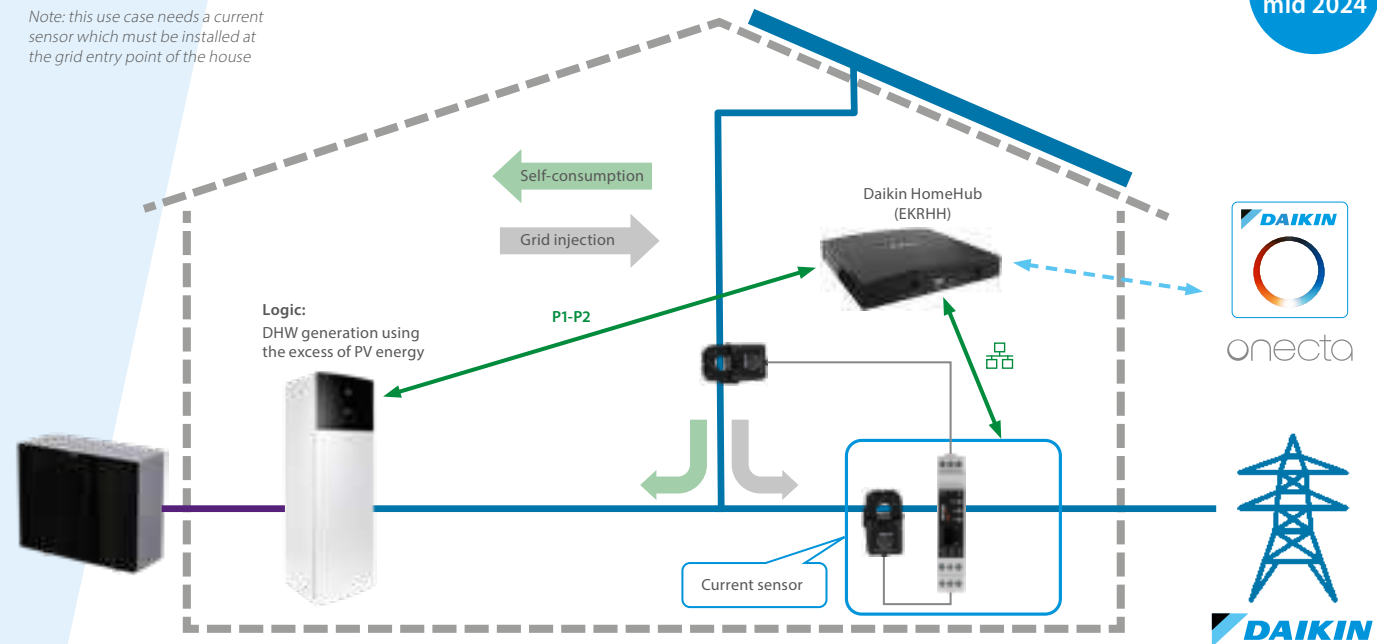 Note: this use case needs a current
sensor which must be installed at
the grid entry point of the house
mid 2024
Self-consumption
Grid injection
Daikin HomeHub
(EKRHH)
DAIKIN
onecta
Logic:
DHW generation using
the excess of PV energy
P1-P2
Current sensor
DAIKIN